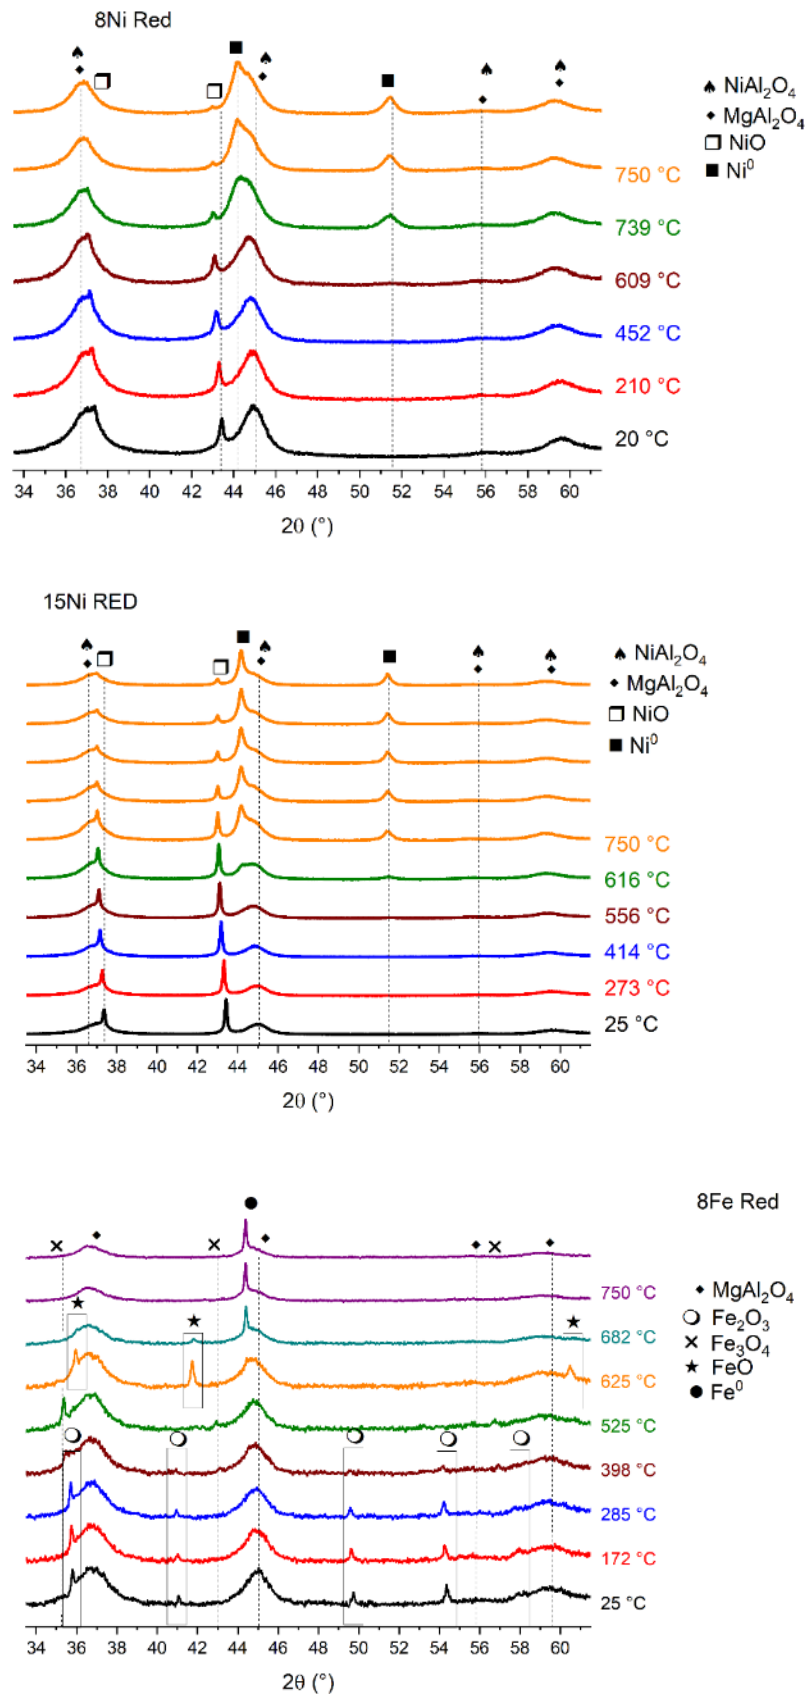 8Ni Red
♠ NiAl₂O₄
◆ MgAl₂O₄
NiO
■ Ni⁰
750 °C
739 °C
609 °C
452 °C
210 °C
20 °C
34 36 38 40 42 44 46 48 50 52 54 56 58 60
2θ (°)
15Ni RED
♠ NiAl₂O₄
◆ MgAl₂O₄
NiO
■ Ni⁰
750 °C
616 °C
556 °C
414 °C
273 °C
25 °C
34 36 38 40 42 44 46 48 50 52 54 56 58 60
2θ (°)
8Fe Red
◆ MgAl₂O₄
Fe₂O₃
× Fe₃O₄
★ FeO
● Fe⁰
750 °C
682 °C
625 °C
525 °C
398 °C
285 °C
172 °C
25 °C
34 36 38 40 42 44 46 48 50 52 54 56 58 60
2θ (°)